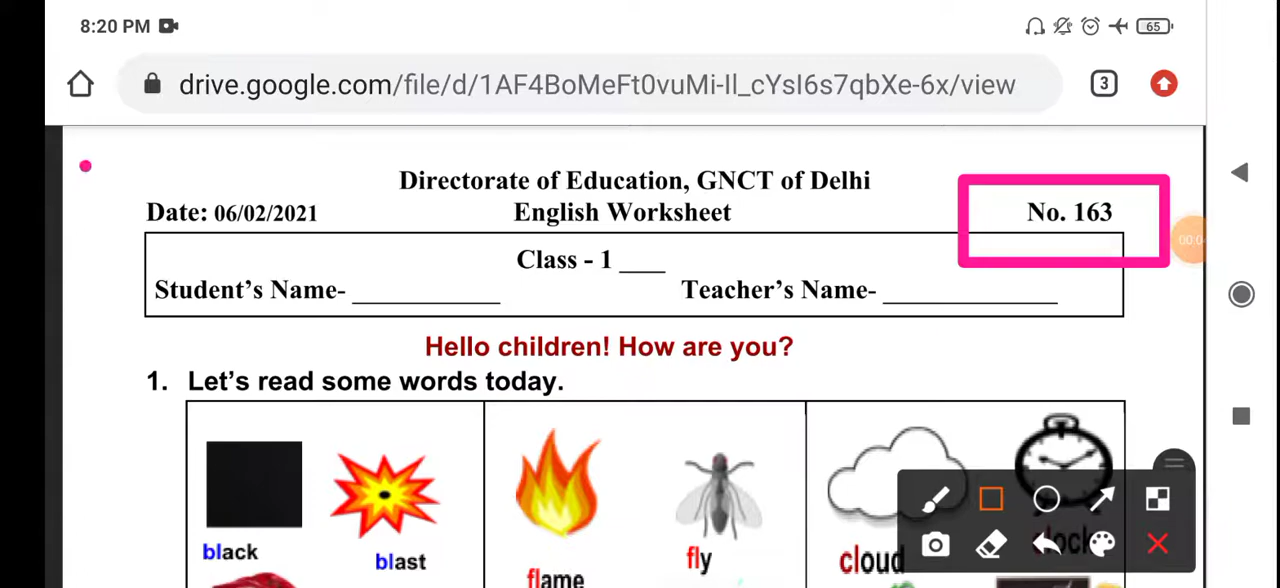 8:20 PM
65
drive.google.com/file/d/1AF4BoMeFt0vuMi-Il_cYsI6s7qbXe-6x/view
3
Directorate of Education, GNCT of Delhi
Date: 06/02/2021 English Worksheet No. 163
Class - 1 ____
Student's Name- ___________ Teacher's Name- _____________
Hello children! How are you?
1. Let's read some words today.
black blast flame fly cloud